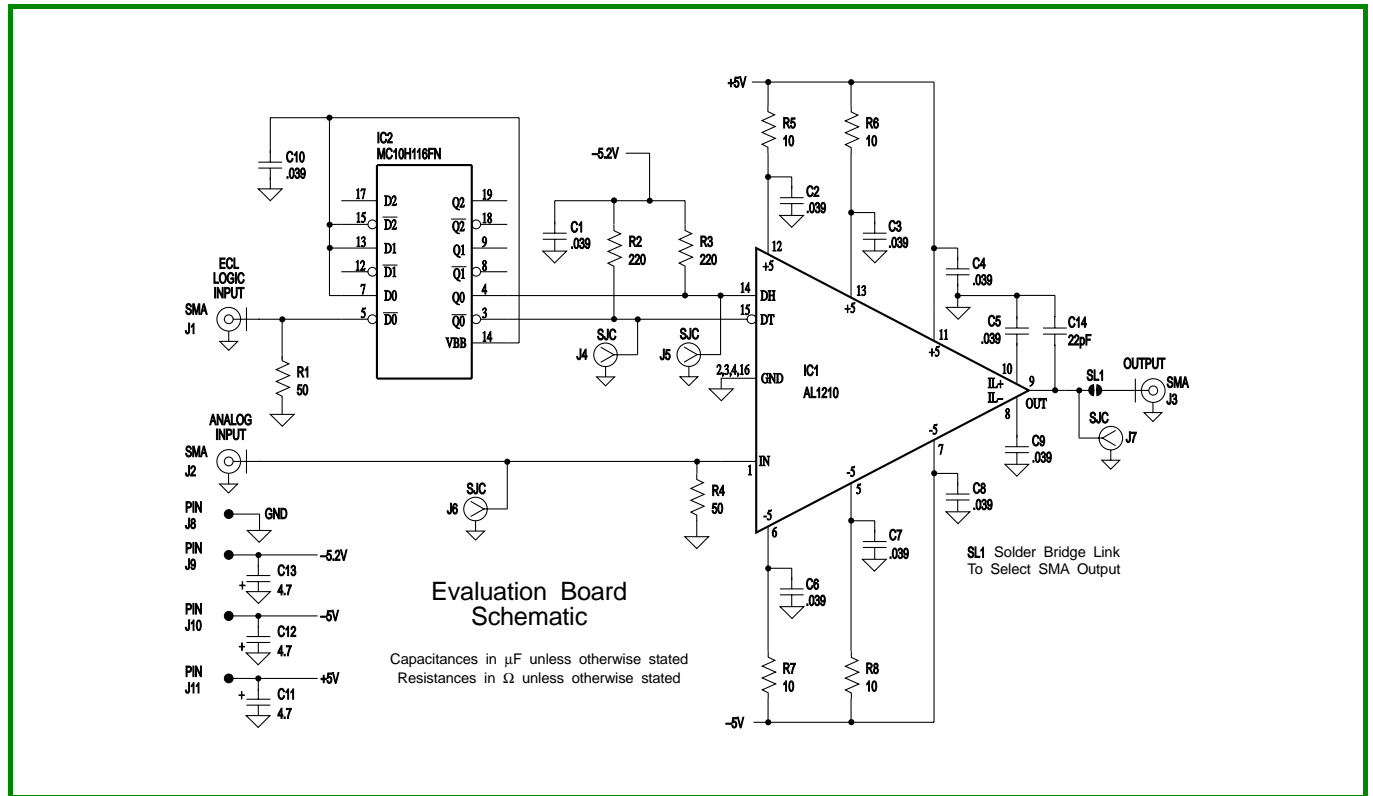 +5V
R5
10
R6
10
IC2
MC10H116FN
C10
.039
–5.2V
17 D2 Q2 19
15 D2 Q2 18
13 D1 Q1 9
12 D1 Q1 8
7 D0 Q0 4
5 D0 Q0 3
VBB 14
C2
.039
C1
.039
R2
220
R3
220
C3
.039
12
+5
C4
.039
ECL
LOGIC
INPUT
SMA
J1
14 DH
13
+5
15 DT
C5
.039
C14
22pF
SJC
J4
SJC
J5
11
+5
R1
50
2,3,4,16 GND
IC1
AL1210
10
IL+
IL–
9
OUT
8
SL1
OUTPUT
SMA
J3
SJC
J7
ANALOG
INPUT
SMA
J2
-5
7
C9
.039
IN
1
R4
50
SJC
J6
-5
5
C8
.039
-5
6
C7
.039
PIN
J8
GND
PIN
J9
–5.2V
C13
+ 4.7
PIN
J10
–5V
C12
+ 4.7
PIN
J11
+5V
C11
+ 4.7
SL1 Solder Bridge Link
To Select SMA Output
C6
.039
Evaluation Board
Schematic
Capacitances in µF unless otherwise stated
Resistances in Ω unless otherwise stated
R7
10
R8
10
–5V